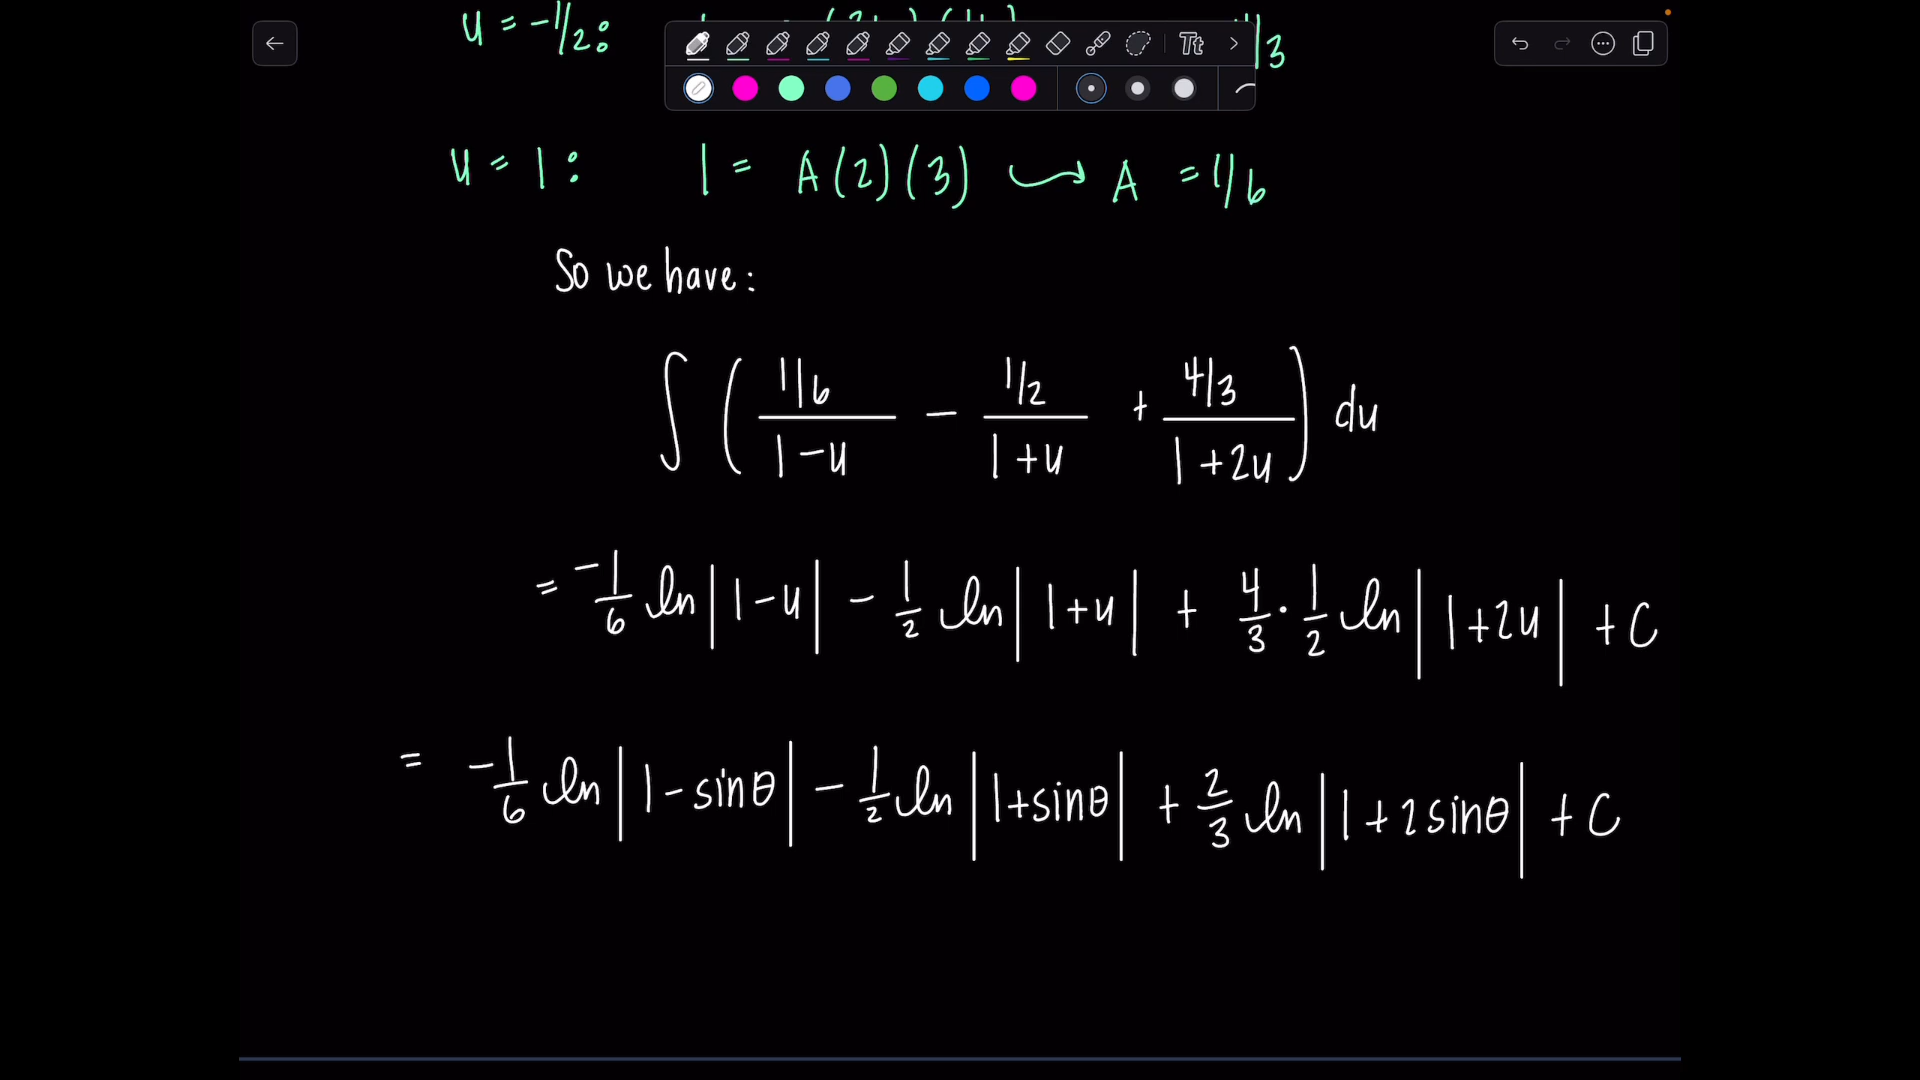 u = -1/2:
1/3
u = 1: 1 = A(2)(3) ⟿ A = 1/6
So we have:
∫ ( (1/6)/(1-u) - (1/2)/(1+u) + (4/3)/(1+2u) ) du
= -1/6 ln|1-u| - 1/2 ln|1+u| + 4/3 · 1/2 ln|1+2u| + C
= -1/6 ln|1-sinθ| - 1/2 ln|1+sinθ| + 2/3 ln|1+2sinθ| + C